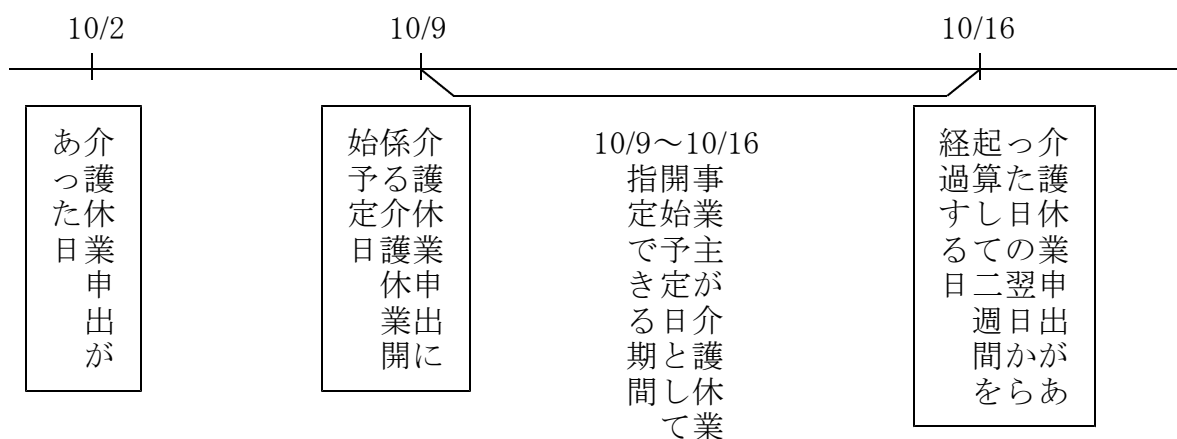 10/2
10/9
10/16
介護休業申出が
あった日
介護休業申出に
係る介護休業開
始予定日
10/9～10/16
事業主が介護休業
開始予定日として
指定できる期間
介護休業申出があ
った日の翌日から
起算して二週間を
経過する日